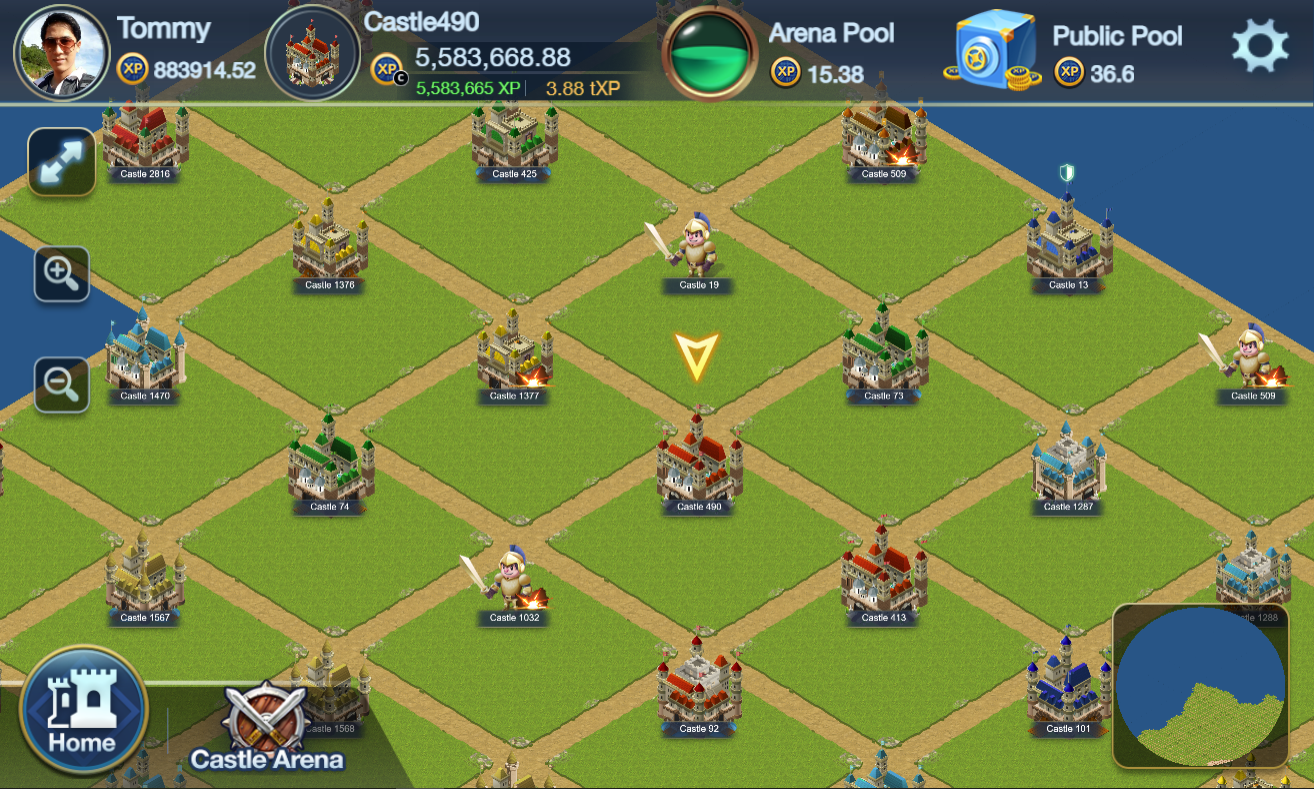 Tommy
XP 883914.52
Castle490
XP C 5,583,668.88
5,583,665 XP 3.88 tXP
Arena Pool
XP 15.38
Public Pool
XP 36.6
Castle 2816
Castle 425
Castle 509
Castle 1376
Castle 19
Castle 13
Castle 1470
Castle 1377
Castle 73
Castle 509
Castle 74
Castle 490
Castle 1287
Castle 1567
Castle 1032
Castle 413
Castle 1288
Castle 1568
Castle 92
Castle 101
Home
Castle Arena